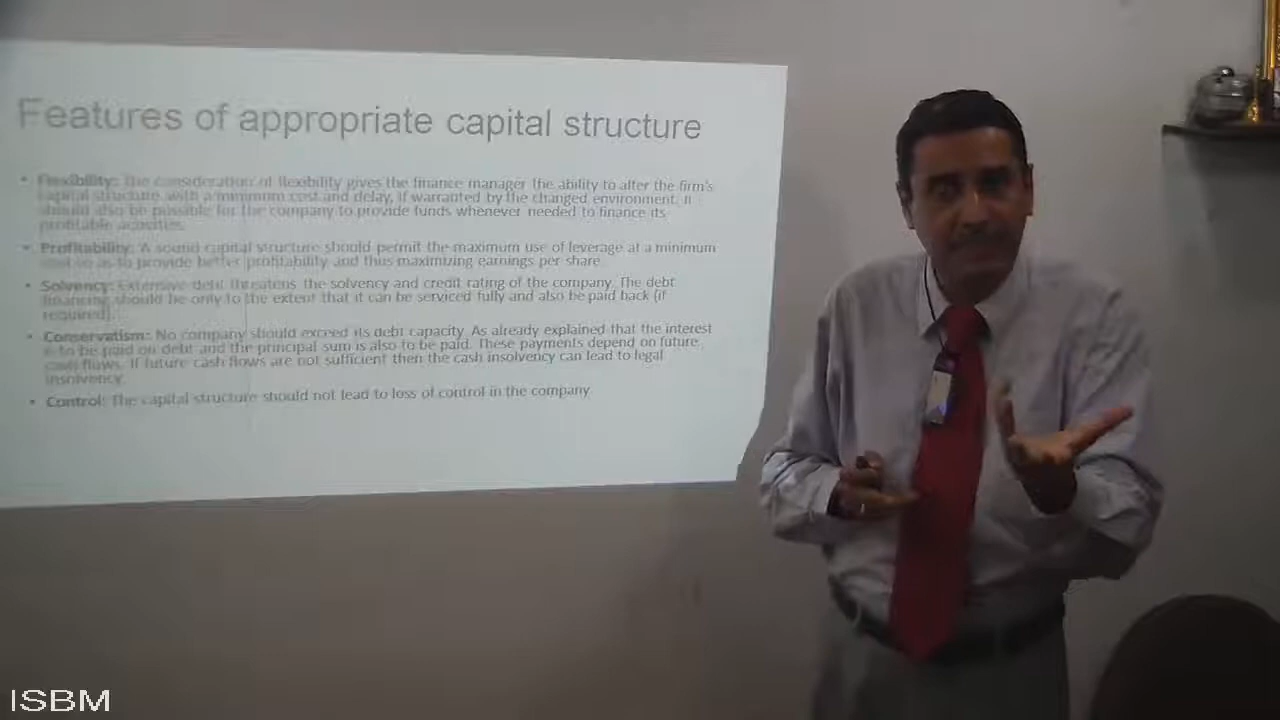 Features of appropriate capital structure
• Flexibility: The consideration of flexibility gives the finance manager the ability to alter the firm's
capital structure with a minimum cost and delay, if warranted by the changed environment. It
should also be possible for the company to provide funds whenever needed to finance its
profitable activities.
• Profitability: A sound capital structure should permit the maximum use of leverage at a minimum
cost so as to provide better profitability and thus maximizing earnings per share.
• Solvency: Extensive debt threatens the solvency and credit rating of the company. The debt
financing should be only to the extent that it can be serviced fully and also be paid back (if
required).
• Conservatism: No company should exceed its debt capacity. As already explained that the interest
is to be paid on debt and the principal sum is also to be paid. These payments depend on future
cash flows. If future cash flows are not sufficient then the cash insolvency can lead to legal
insolvency.
• Control: The capital structure should not lead to loss of control in the company
ISBM